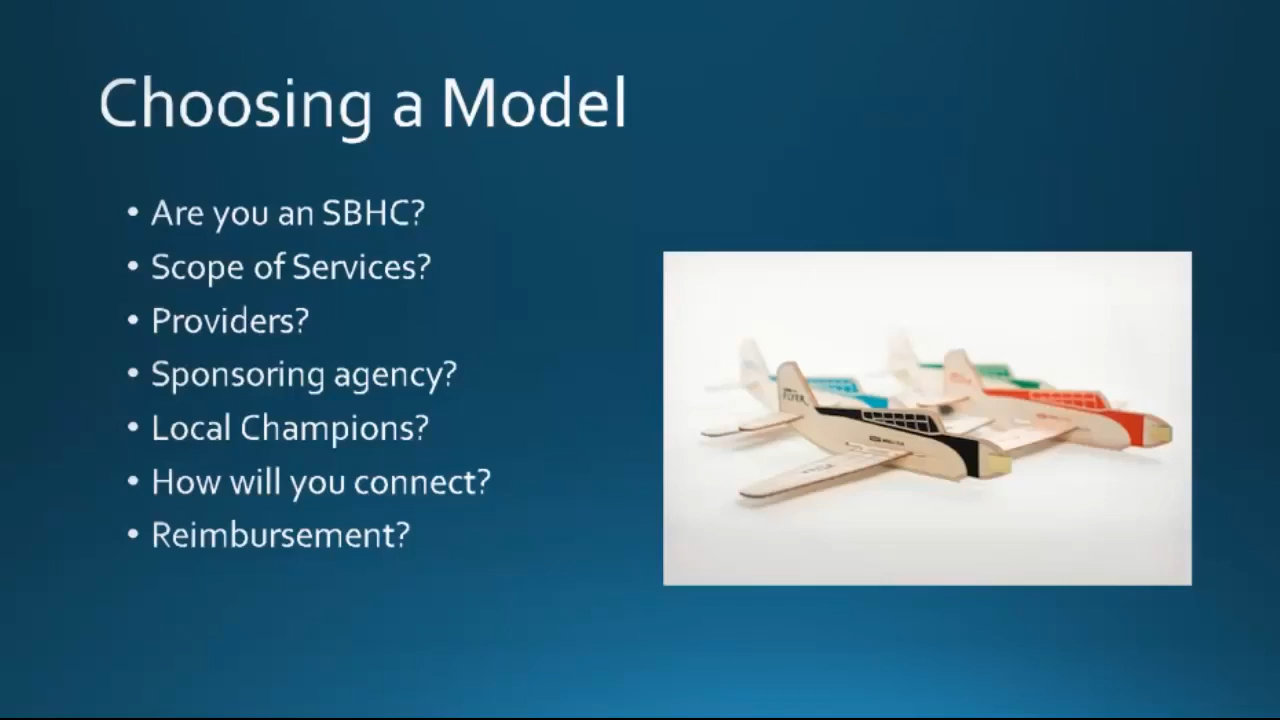 Choosing a Model
• Are you an SBHC?
• Scope of Services?
• Providers?
• Sponsoring agency?
• Local Champions?
• How will you connect?
• Reimbursement?
FLYER